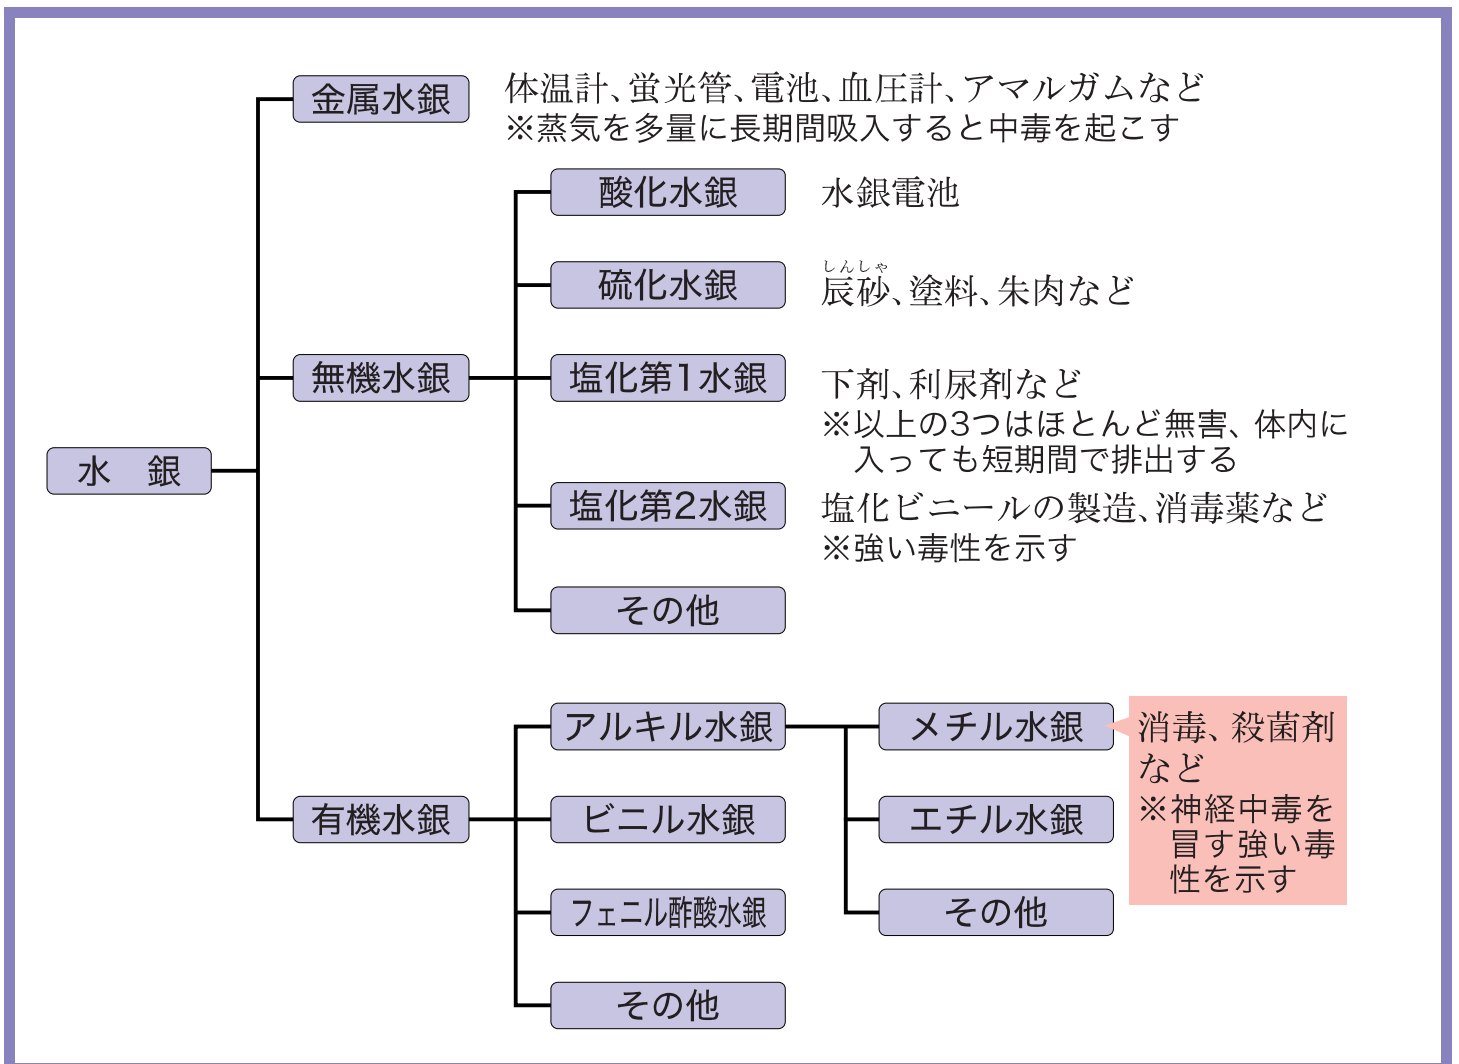 水　銀
金属水銀
体温計、蛍光管、電池、血圧計、アマルガムなど
※蒸気を多量に長期間吸入すると中毒を起こす
無機水銀
酸化水銀
水銀電池
硫化水銀
しんしゃ
辰砂、塗料、朱肉など
塩化第1水銀
下剤、利尿剤など
※以上の3つはほとんど無害、体内に
入っても短期間で排出する
塩化第2水銀
塩化ビニールの製造、消毒薬など
※強い毒性を示す
その他
有機水銀
アルキル水銀
メチル水銀
消毒、殺菌剤
など
※神経中毒を
冒す強い毒
性を示す
エチル水銀
その他
ビニル水銀
フェニル酢酸水銀
その他